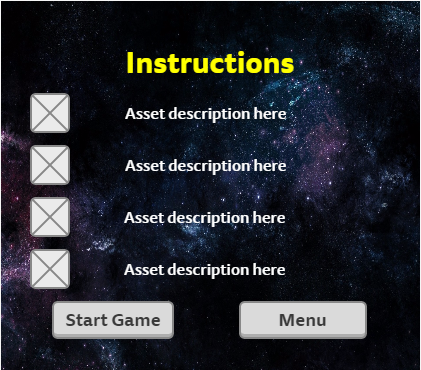 Instructions
Asset description here
Asset description here
Asset description here
Asset description here
Start Game
Menu